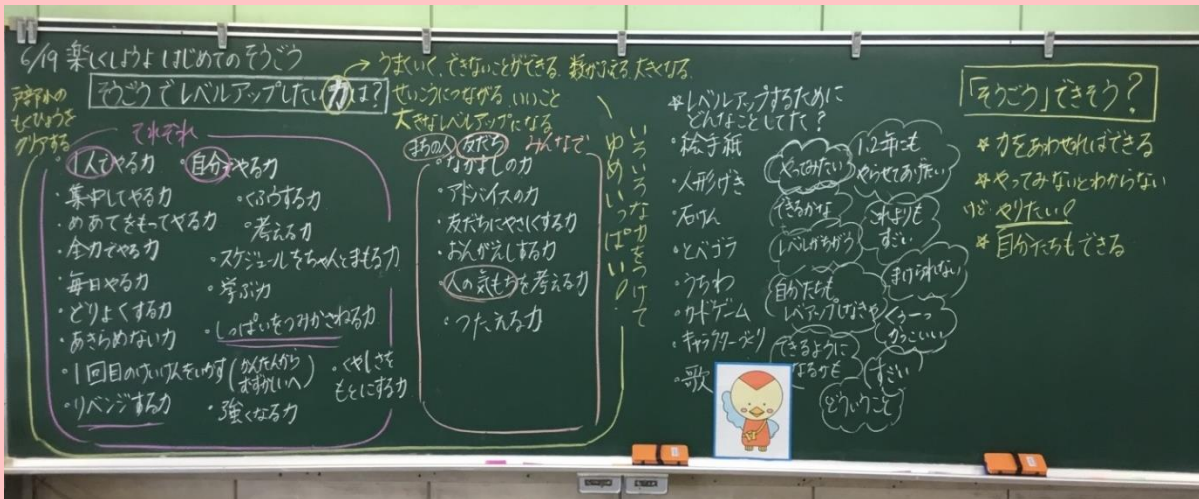 6/19 楽しくしようよ はじめてのそうごう
そうごうでレベルアップしたい力は?
うまくいく、できないことができる、数がふえる、大きくなる
せいこうにつながる いいこと
大きなレベルアップになる
もくひょうを
クリアする
それぞれ
・1人でやる力
・集中してやる力
・めあてをもってやる力
・全力でやる力
・毎日やる力
・どりょくする力
・あきらめない力
・1回目のけいけんをいかす(かんたんから
むずかしいへ)
・リベンジする力
・自分でやる力
・くふうする力
・考える力
・スケジュールをちゃんとまもる力
・学ぶ力
・しっぱいをつみかさねる力
・くやしさを
もとにする力
・強くなる力
まちの人 友だち みんなで
・なかよしの力
・アドバイスの力
・友だちにやさしくする力
・おんがえしする力
・人の気もちを考える力
・つたえる力
いろいろな力をつけて
ゆめいっぱい!
☆レベルアップするために
どんなことしてた?
・絵手紙
・人形げき
・石けん
・とべゴラ
・うちわ
・カードゲーム
・キャラクターづくり
・歌
やってみたい
1.2年にも
やらせてあげたい
できるかな
これよりも
すごい
レベルがちがう
まけられない
自分たちも
レベアップしなきゃ
くぅーっ
かっこいい
できるように
なるかも
すごい
どういうこと
「そうごう」できそう?
☆力をあわせればできる
☆やってみないとわからない
けど やりたい!
☆自分たちもできる